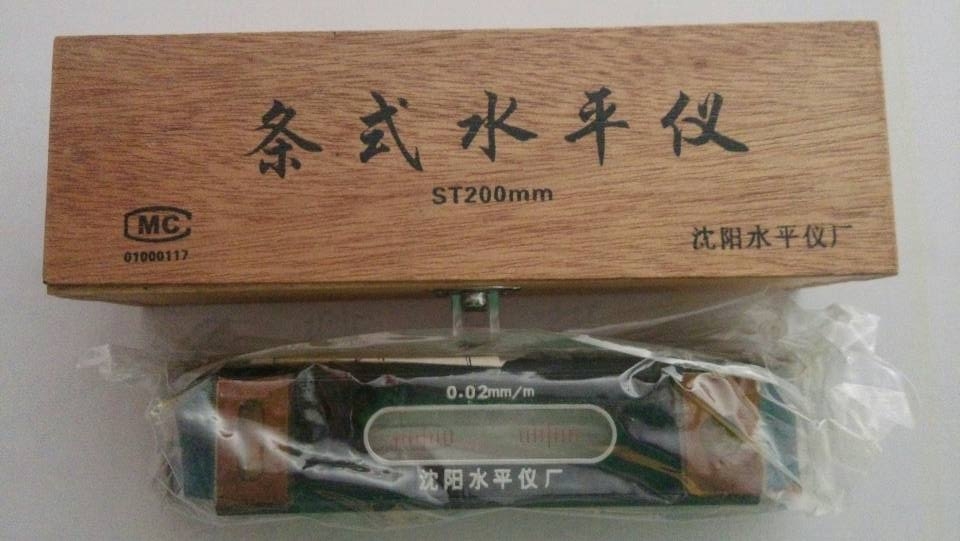 条式水平仪
ST200mm
MC
01000117
沈阳水平仪厂
0.02mm/m
沈阳水平仪厂